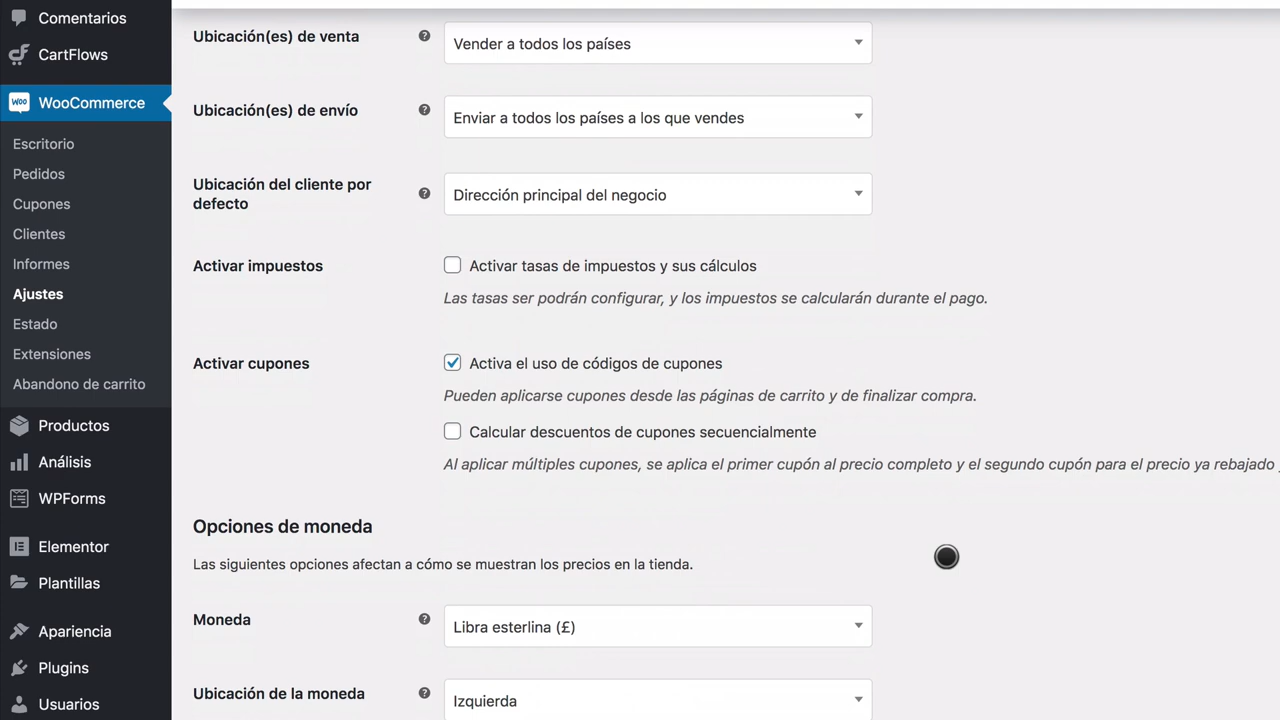 Comentarios
CartFlows
WooCommerce
Escritorio
Pedidos
Cupones
Clientes
Informes
Ajustes
Estado
Extensiones
Abandono de carrito
Productos
Análisis
WPForms
Elementor
Plantillas
Apariencia
Plugins
Usuarios
Ubicación(es) de venta
Vender a todos los países
Ubicación(es) de envío
Enviar a todos los países a los que vendes
Ubicación del cliente por
defecto
Dirección principal del negocio
Activar impuestos
Activar tasas de impuestos y sus cálculos
Las tasas ser podrán configurar, y los impuestos se calcularán durante el pago.
Activar cupones
Activa el uso de códigos de cupones
Pueden aplicarse cupones desde las páginas de carrito y de finalizar compra.
Calcular descuentos de cupones secuencialmente
Al aplicar múltiples cupones, se aplica el primer cupón al precio completo y el segundo cupón para el precio ya rebajado
Opciones de moneda
Las siguientes opciones afectan a cómo se muestran los precios en la tienda.
Moneda
Libra esterlina (£)
Ubicación de la moneda
Izquierda